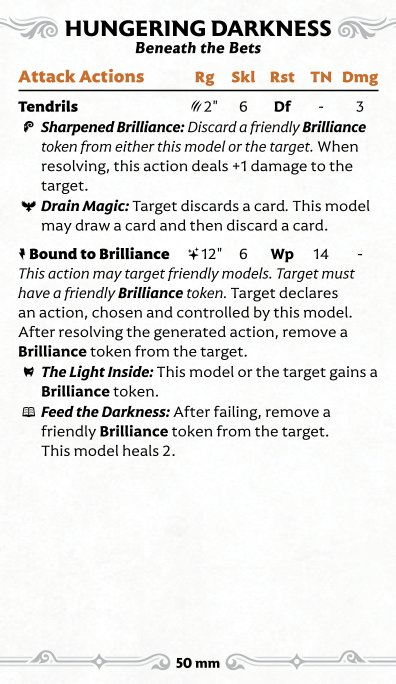 HUNGERING DARKNESS
Beneath the Bets
Attack Actions Rg Skl Rst TN Dmg
Tendrils 2" 6 Df - 3
Sharpened Brilliance: Discard a friendly Brilliance
token from either this model or the target. When
resolving, this action deals +1 damage to the
target.
Drain Magic: Target discards a card. This model
may draw a card and then discard a card.
Bound to Brilliance 12" 6 Wp 14 -
This action may target friendly models. Target must
have a friendly Brilliance token. Target declares
an action, chosen and controlled by this model.
After resolving the generated action, remove a
Brilliance token from the target.
The Light Inside: This model or the target gains a
Brilliance token.
Feed the Darkness: After failing, remove a
friendly Brilliance token from the target.
This model heals 2.
50 mm